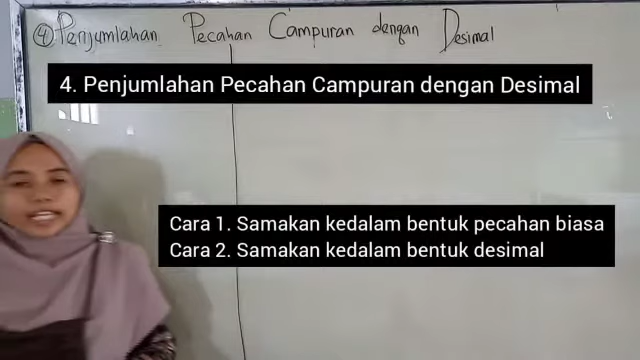 ④ Penjumlahan Pecahan Campuran dengan Desimal
4. Penjumlahan Pecahan Campuran dengan Desimal
Cara 1. Samakan kedalam bentuk pecahan biasa
Cara 2. Samakan kedalam bentuk desimal